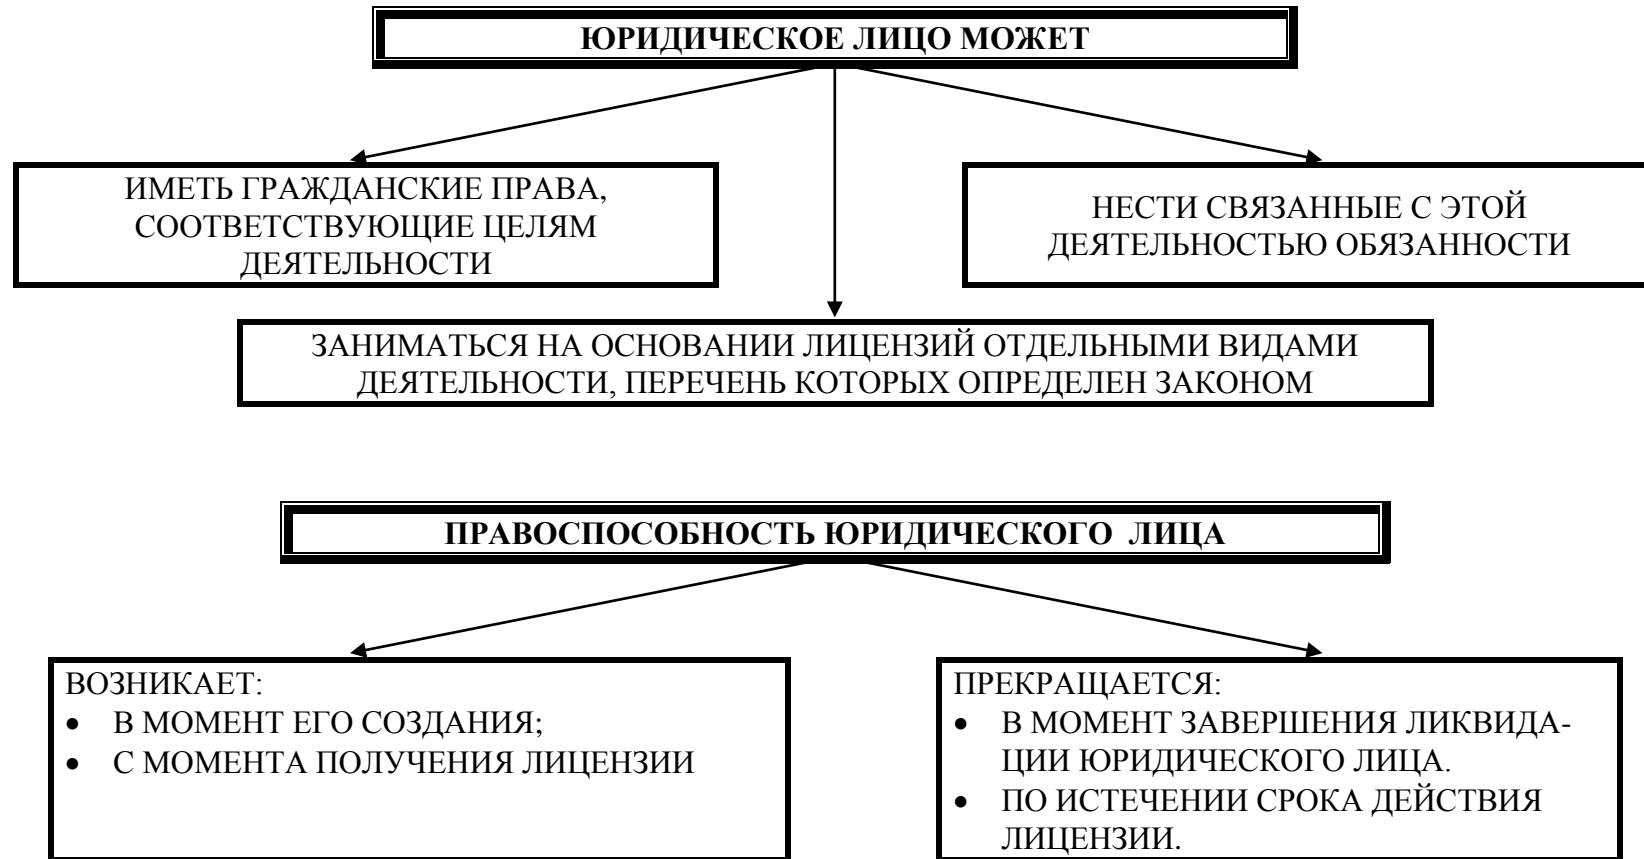 ЮРИДИЧЕСКОЕ ЛИЦО МОЖЕТ
ИМЕТЬ ГРАЖДАНСКИЕ ПРАВА,
СООТВЕТСТВУЮЩИЕ ЦЕЛЯМ
ДЕЯТЕЛЬНОСТИ
НЕСТИ СВЯЗАННЫЕ С ЭТОЙ
ДЕЯТЕЛЬНОСТЬЮ ОБЯЗАННОСТИ
ЗАНИМАТЬСЯ НА ОСНОВАНИИ ЛИЦЕНЗИЙ ОТДЕЛЬНЫМИ ВИДАМИ
ДЕЯТЕЛЬНОСТИ, ПЕРЕЧЕНЬ КОТОРЫХ ОПРЕДЕЛЕН ЗАКОНОМ
ПРАВОСПОСОБНОСТЬ ЮРИДИЧЕСКОГО ЛИЦА
ВОЗНИКАЕТ:
• В МОМЕНТ ЕГО СОЗДАНИЯ;
• С МОМЕНТА ПОЛУЧЕНИЯ ЛИЦЕНЗИИ
ПРЕКРАЩАЕТСЯ:
• В МОМЕНТ ЗАВЕРШЕНИЯ ЛИКВИДА-
ЦИИ ЮРИДИЧЕСКОГО ЛИЦА.
• ПО ИСТЕЧЕНИИ СРОКА ДЕЙСТВИЯ
ЛИЦЕНЗИИ.